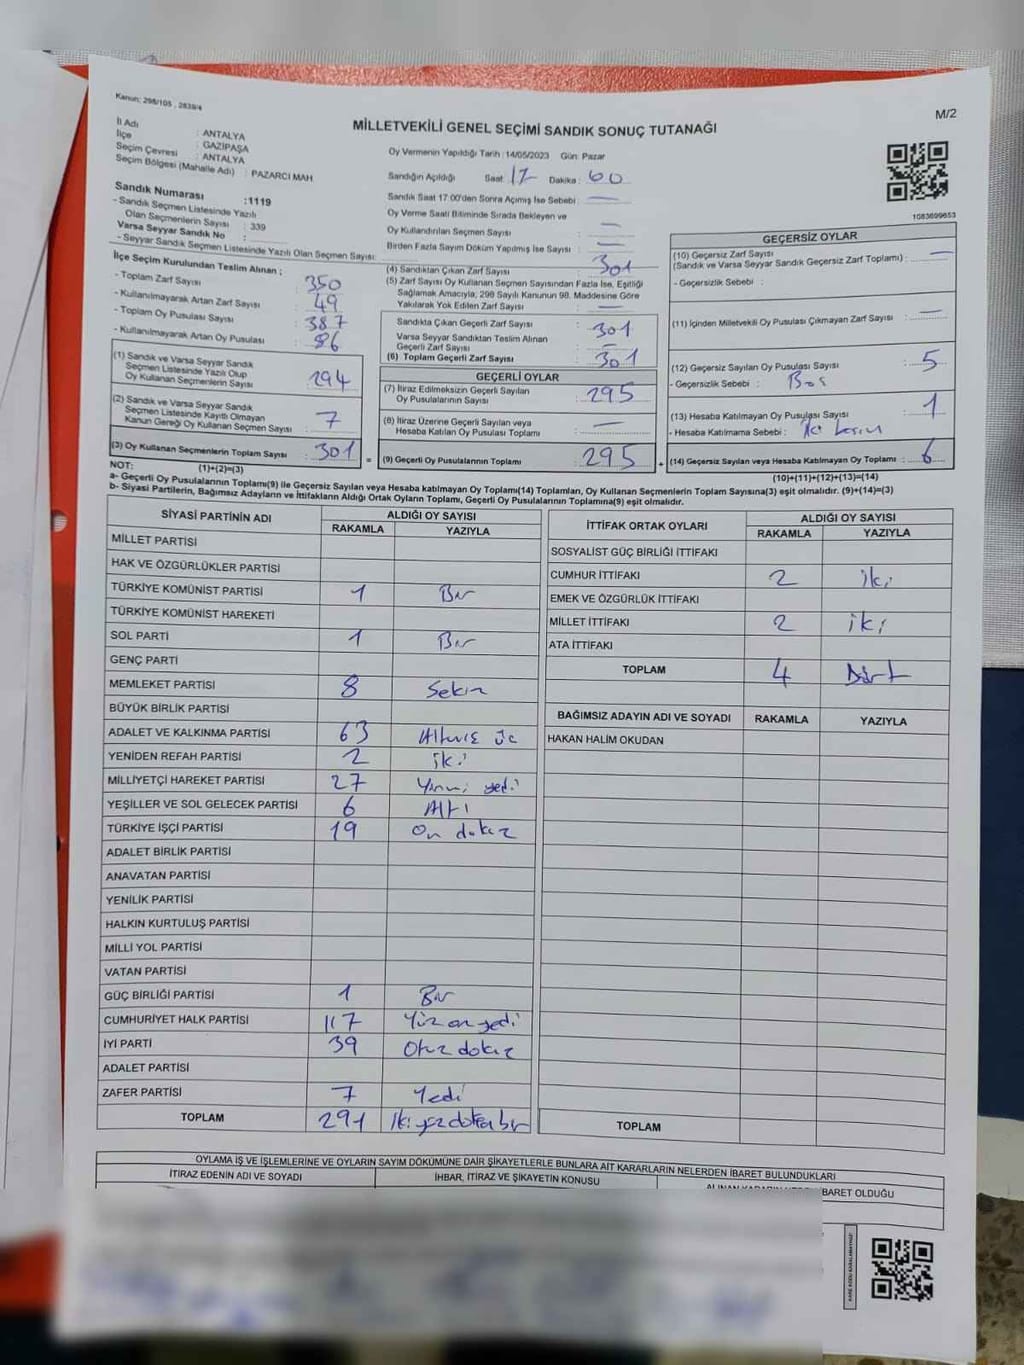 Kanun: 298/105 , 2839/4
M/2
MİLLETVEKİLİ GENEL SEÇİMİ SANDIK SONUÇ TUTANAĞI
İl Adı : ANTALYA
İlçe : GAZİPAŞA
Seçim Çevresi : ANTALYA
Seçim Bölgesi (Mahalle Adı) : PAZARCI MAH
Sandık Numarası :1119
- Sandık Seçmen Listesinde Yazılı
Olan Seçmenlerin Sayısı : 339
Varsa Seyyar Sandık No :
- Seyyar Sandık Seçmen Listesinde Yazılı Olan Seçmen Sayısı:
Oy Vermenin Yapıldığı Tarih :14/05/2023 Gün: Pazar
Sandığın Açıldığı Saat 17 Dakika : 00
Sandık Saat 17.00'den Sonra Açımış İse Sebebi : —
Oy Verme Saati Bitiminde Sırada Bekleyen ve
Oy Kullandırılan Seçmen Sayısı : —
Birden Fazla Sayım Döküm Yapılmış İse Sayısı : —
1083699653
İlçe Seçim Kurulundan Teslim Alınan ;
- Toplam Zarf Sayısı : 350
- Kullanılmayarak Artan Zarf Sayısı : 49
- Toplam Oy Pusulası Sayısı : 387
- Kullanılmayarak Artan Oy Pusulası : 86
(1) Sandık ve Varsa Seyyar Sandık
Seçmen Listesinde Yazılı Olup
Oy Kullanan Seçmenlerin Sayısı : 294
(2) Sandık ve Varsa Seyyar Sandık
Seçmen Listesinde Kayıtlı Olmayan
Kanun Gereği Oy Kullanan Seçmen Sayısı : 7
(3) Oy Kullanan Seçmenlerin Toplam Sayısı : 301
(4) Sandıktan Çıkan Zarf Sayısı : 301
(5) Zarf Sayısı Oy Kullanan Seçmen Sayısından Fazla İse, Eşitliği
Sağlamak Amacıyla, 298 Sayılı Kanunun 98. Maddesine Göre
Yakılarak Yok Edilen Zarf Sayısı : —
Sandıkta Çıkan Geçerli Zarf Sayısı : 301
Varsa Seyyar Sandıktan Teslim Alınan
Geçerli Zarf Sayısı :
(6) Toplam Geçerli Zarf Sayısı : 301
GEÇERLİ OYLAR
(7) İtiraz Edilmeksizin Geçerli Sayılan
Oy Pusulalarının Sayısı : 295
(8) İtiraz Üzerine Geçerli Sayılan veya
Hesaba Katılan Oy Pusulası Toplamı : —
= (9) Geçerli Oy Pusulalarının Toplamı : 295
GEÇERSİZ OYLAR
(10) Geçersiz Zarf Sayısı
(Sandık ve Varsa Seyyar Sandık Geçersiz Zarf Toplamı) : —
- Geçersizlik Sebebi :
(11) İçinden Milletvekili Oy Pusulası Çıkmayan Zarf Sayısı : —
(12) Geçersiz Sayılan Oy Pusulası Sayısı : 5
- Geçersizlik Sebebi : Boş
(13) Hesaba Katılmayan Oy Pusulası Sayısı : 1
- Hesaba Katılmama Sebebi : iki
+ (14) Geçersiz Sayılan veya Hesaba Katılmayan Oy Toplamı : 6
NOT: (1)+(2)=(3) (10)+(11)+(12)+(13)=(14)
a- Geçerli Oy Pusulalarının Toplamı(9) ile Geçersiz Sayılan veya Hesaba katılmayan Oy Toplamı(14) Toplamları, Oy Kullanan Seçmenlerin Toplam Sayısına(3) eşit olmalıdır. (9)+(14)=(3)
b- Siyasi Partilerin, Bağımsız Adayların ve İttifakların Aldığı Ortak Oyların Toplamı, Geçerli Oy Pusulalarının Toplamına(9) eşit olmalıdır.
SİYASİ PARTİNİN ADI ALDIĞI OY SAYISI
RAKAMLA YAZIYLA
MİLLET PARTİSİ
HAK VE ÖZGÜRLÜKLER PARTİSİ
TÜRKİYE KOMÜNİST PARTİSİ 1 Bir
TÜRKİYE KOMÜNİST HAREKETİ
SOL PARTİ 1 Bir
GENÇ PARTİ
MEMLEKET PARTİSİ 8 Sekiz
BÜYÜK BİRLİK PARTİSİ
ADALET VE KALKINMA PARTİSİ 63 Altmış üç
YENİDEN REFAH PARTİSİ 2 iki
MİLLİYETÇİ HAREKET PARTİSİ 27 Yirmi yedi
YEŞİLLER VE SOL GELECEK PARTİSİ 6 Altı
TÜRKİYE İŞÇİ PARTİSİ 19 On dokuz
ADALET BİRLİK PARTİSİ
ANAVATAN PARTİSİ
YENİLİK PARTİSİ
HALKIN KURTULUŞ PARTİSİ
MİLLİ YOL PARTİSİ
VATAN PARTİSİ
GÜÇ BİRLİĞİ PARTİSİ 1 Bir
CUMHURİYET HALK PARTİSİ 117 Yüz on yedi
İYİ PARTİ 39 Otuz dokuz
ADALET PARTİSİ
ZAFER PARTİSİ 7 Yedi
TOPLAM 291 iki yüz doksan bir
İTTİFAK ORTAK OYLARI ALDIĞI OY SAYISI
RAKAMLA YAZIYLA
SOSYALİST GÜÇ BİRLİĞİ İTTİFAKI
CUMHUR İTTİFAKI 2 iki
EMEK VE ÖZGÜRLÜK İTTİFAKI
MİLLET İTTİFAKI 2 iki
ATA İTTİFAKI
TOPLAM 4 Dört
BAĞIMSIZ ADAYIN ADI VE SOYADI RAKAMLA YAZIYLA
HAKAN HALİM OKUDAN
TOPLAM
OYLAMA İŞ VE İŞLEMLERİNE VE OYLARIN SAYIM DÖKÜMÜNE DAİR ŞİKAYETLERLE BUNLARA AİT KARARLARIN NELERDEN İBARET BULUNDUKLARI
İTİRAZ EDENİN ADI VE SOYADI İHBAR, İTİRAZ VE ŞİKAYETİN KONUSU İBARET OLDUĞU